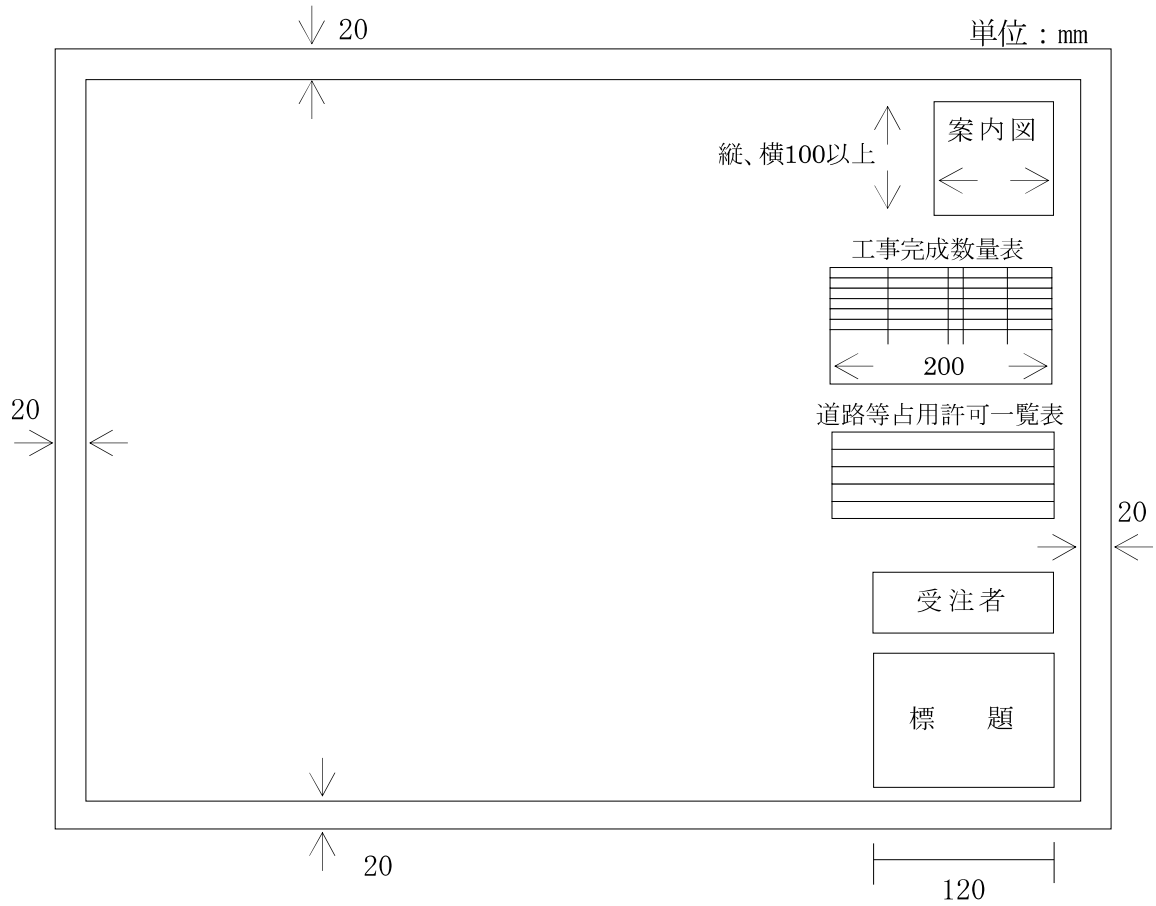 20
単位：mm
案内図
縦、横100以上
工事完成数量表
200
20
道路等占用許可一覧表
20
受注者
標　題
20
120